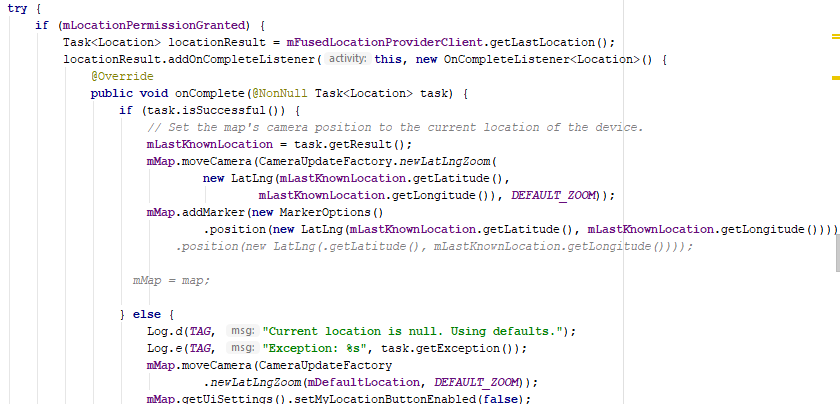 try {
if (mLocationPermissionGranted) {
Task<Location> locationResult = mFusedLocationProviderClient.getLastLocation();
locationResult.addOnCompleteListener( activity: this, new OnCompleteListener<Location>() {
@Override
public void onComplete(@NonNull Task<Location> task) {
if (task.isSuccessful()) {
// Set the map's camera position to the current location of the device.
mLastKnownLocation = task.getResult();
mMap.moveCamera(CameraUpdateFactory.newLatLngZoom(
new LatLng(mLastKnownLocation.getLatitude(),
mLastKnownLocation.getLongitude()), DEFAULT_ZOOM));
mMap.addMarker(new MarkerOptions()
.position(new LatLng(mLastKnownLocation.getLatitude(), mLastKnownLocation.getLongitude())))
.position(new LatLng(.getLatitude(), mLastKnownLocation.getLongitude())));
mMap = map;
} else {
Log.d(TAG, msg: "Current location is null. Using defaults.");
Log.e(TAG, msg: "Exception: %s", task.getException());
mMap.moveCamera(CameraUpdateFactory
.newLatLngZoom(mDefaultLocation, DEFAULT_ZOOM));
mMap.getUiSettings().setMyLocationButtonEnabled(false);